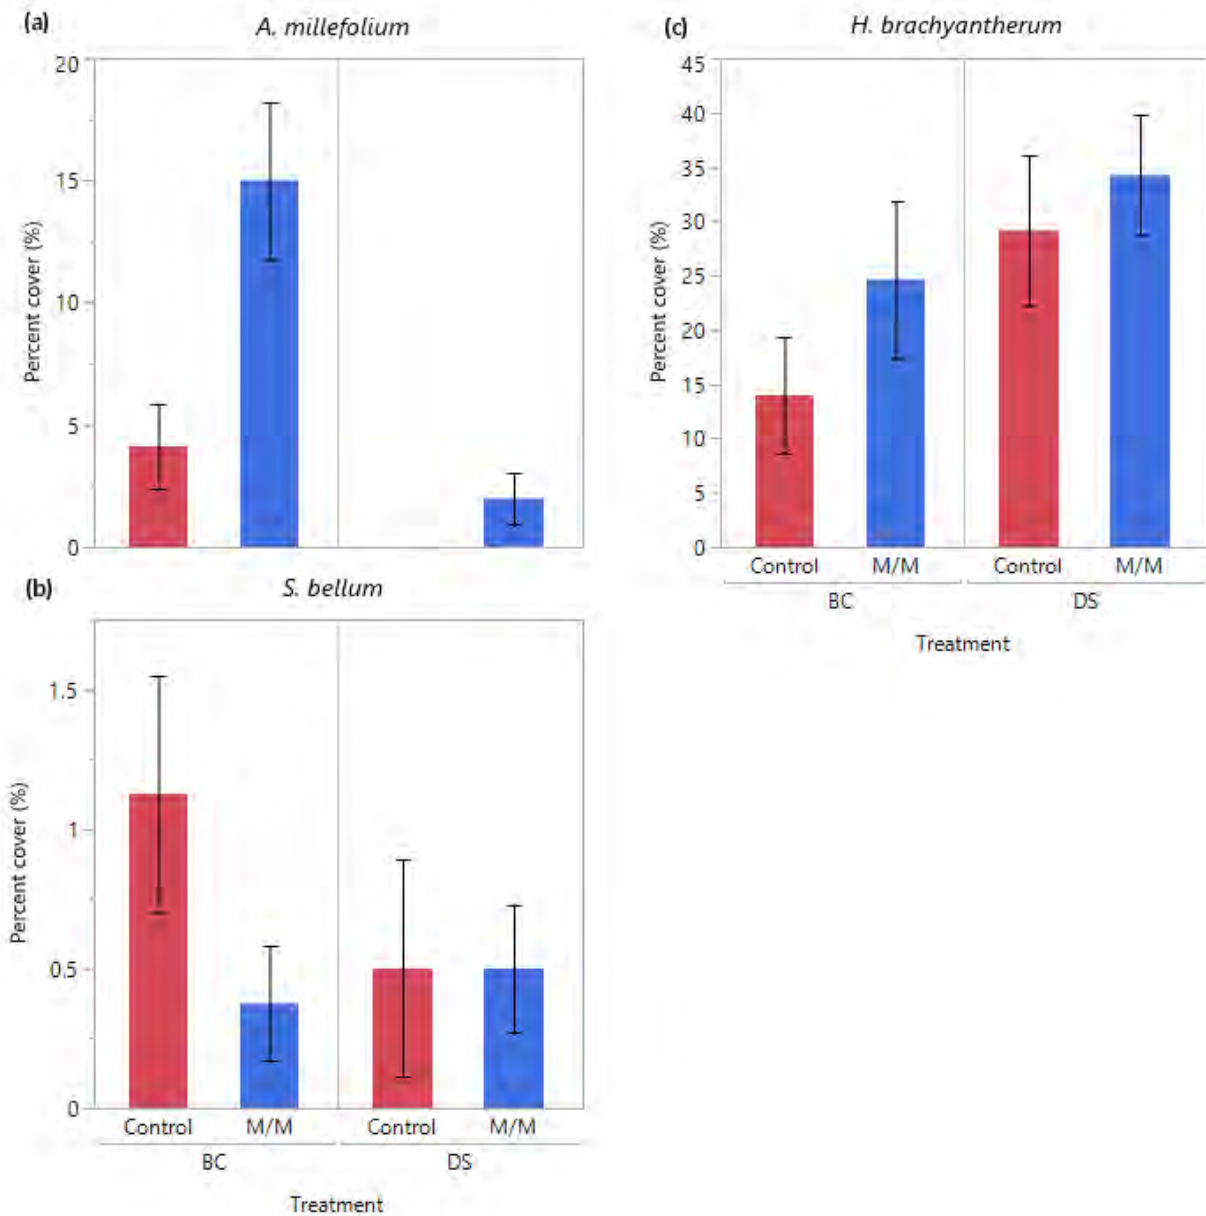 (a)
A. millefolium
20
15
10
5
0
Percent cover (%)
(b)
S. bellum
1.5
1
0.5
0
Percent cover (%)
Control M/M Control M/M
BC DS
Treatment
(c)
H. brachyantherum
45
40
35
30
25
20
15
10
5
0
Percent cover (%)
Control M/M Control M/M
BC DS
Treatment